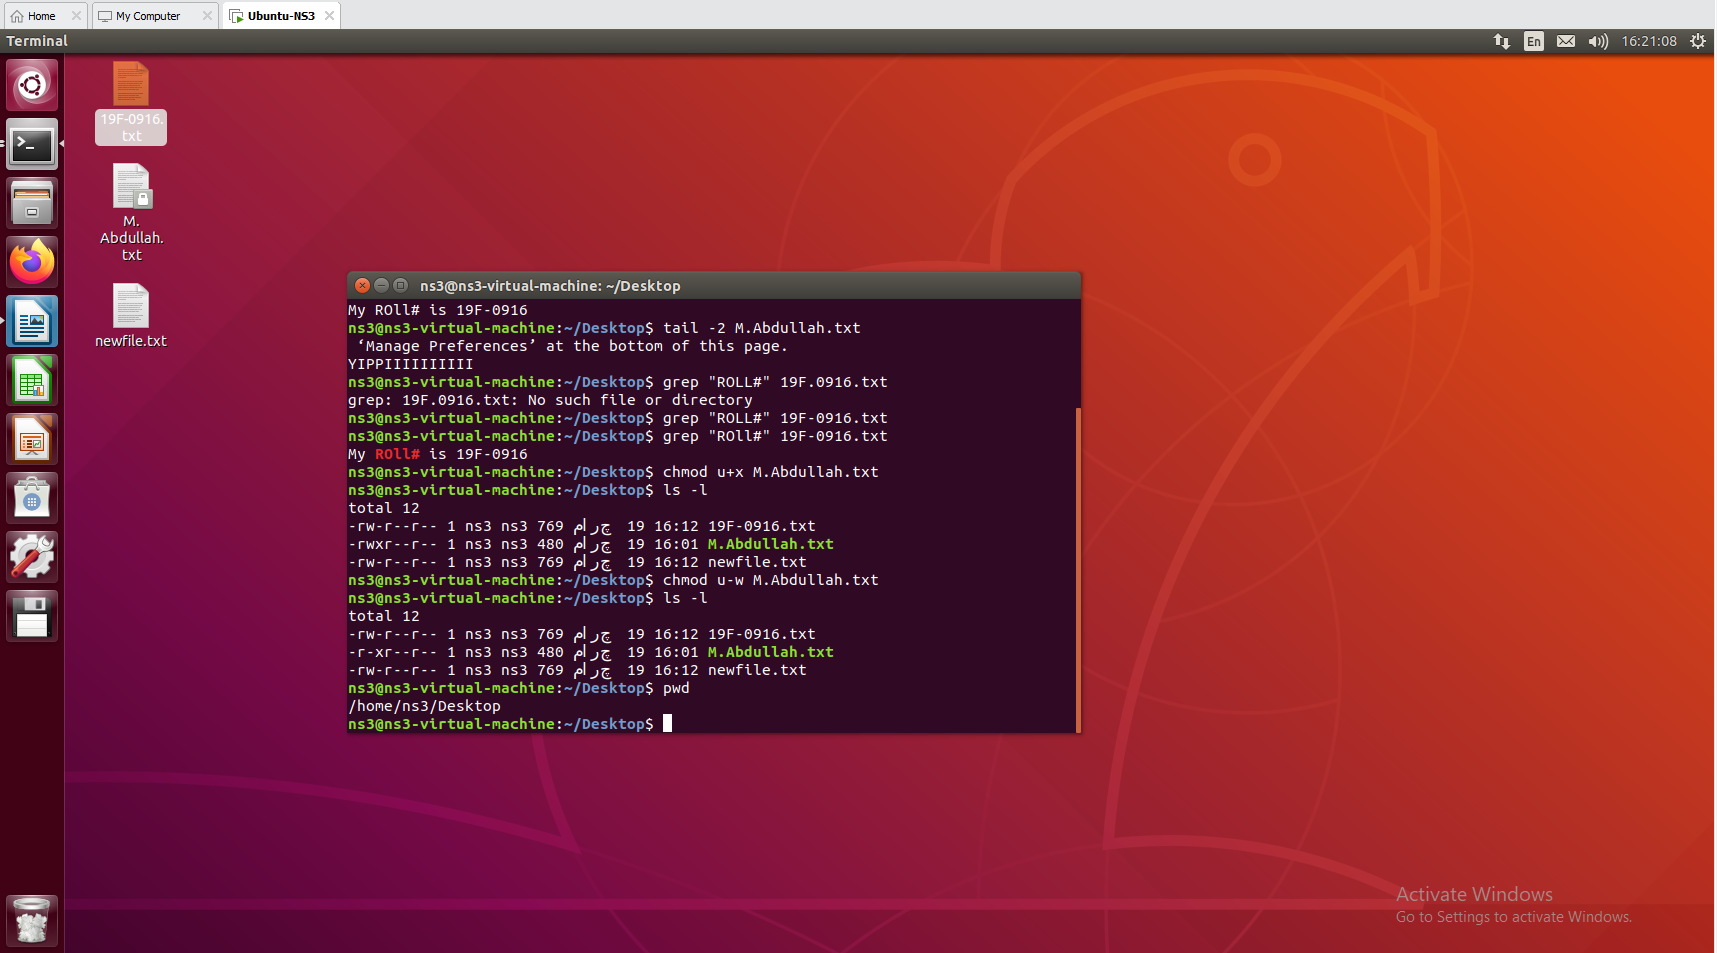 Home
My Computer
Ubuntu-NS3
Terminal
En
16:21:08
19F-0916.
txt
M.
Abdullah.
txt
newfile.txt
ns3@ns3-virtual-machine: ~/Desktop
My ROll# is 19F-0916
ns3@ns3-virtual-machine:~/Desktop$ tail -2 M.Abdullah.txt
‘Manage Preferences’ at the bottom of this page.
YIPPIIIIIIIIII
ns3@ns3-virtual-machine:~/Desktop$ grep "ROLL#" 19F.0916.txt
grep: 19F.0916.txt: No such file or directory
ns3@ns3-virtual-machine:~/Desktop$ grep "ROLL#" 19F-0916.txt
ns3@ns3-virtual-machine:~/Desktop$ grep "ROll#" 19F-0916.txt
My ROll# is 19F-0916
ns3@ns3-virtual-machine:~/Desktop$ chmod u+x M.Abdullah.txt
ns3@ns3-virtual-machine:~/Desktop$ ls -l
total 12
-rw-r--r-- 1 ns3 ns3 769 مارچ 19 16:12 19F-0916.txt
-rwxr--r-- 1 ns3 ns3 480 مارچ 19 16:01 M.Abdullah.txt
-rw-r--r-- 1 ns3 ns3 769 مارچ 19 16:12 newfile.txt
ns3@ns3-virtual-machine:~/Desktop$ chmod u-w M.Abdullah.txt
ns3@ns3-virtual-machine:~/Desktop$ ls -l
total 12
-rw-r--r-- 1 ns3 ns3 769 مارچ 19 16:12 19F-0916.txt
-r-xr--r-- 1 ns3 ns3 480 مارچ 19 16:01 M.Abdullah.txt
-rw-r--r-- 1 ns3 ns3 769 مارچ 19 16:12 newfile.txt
ns3@ns3-virtual-machine:~/Desktop$ pwd
/home/ns3/Desktop
ns3@ns3-virtual-machine:~/Desktop$
Activate Windows
Go to Settings to activate Windows.